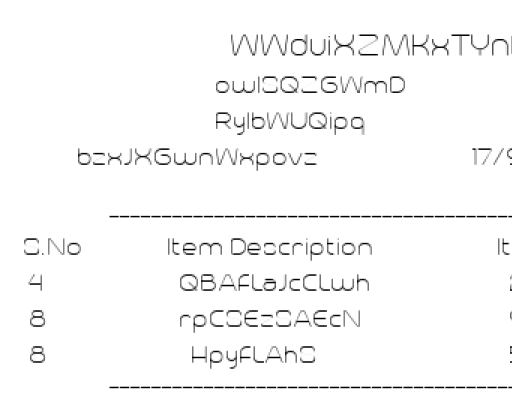 WWduiXZMKxTYn
owlSQZGWmD
RylbWUQipq
bzxJXGwnWxpovz 17/9
S.No Item Description It
4 QBAfLaJcCLwh
8 rpCSEzSAEcN
8 HpyFLAhS